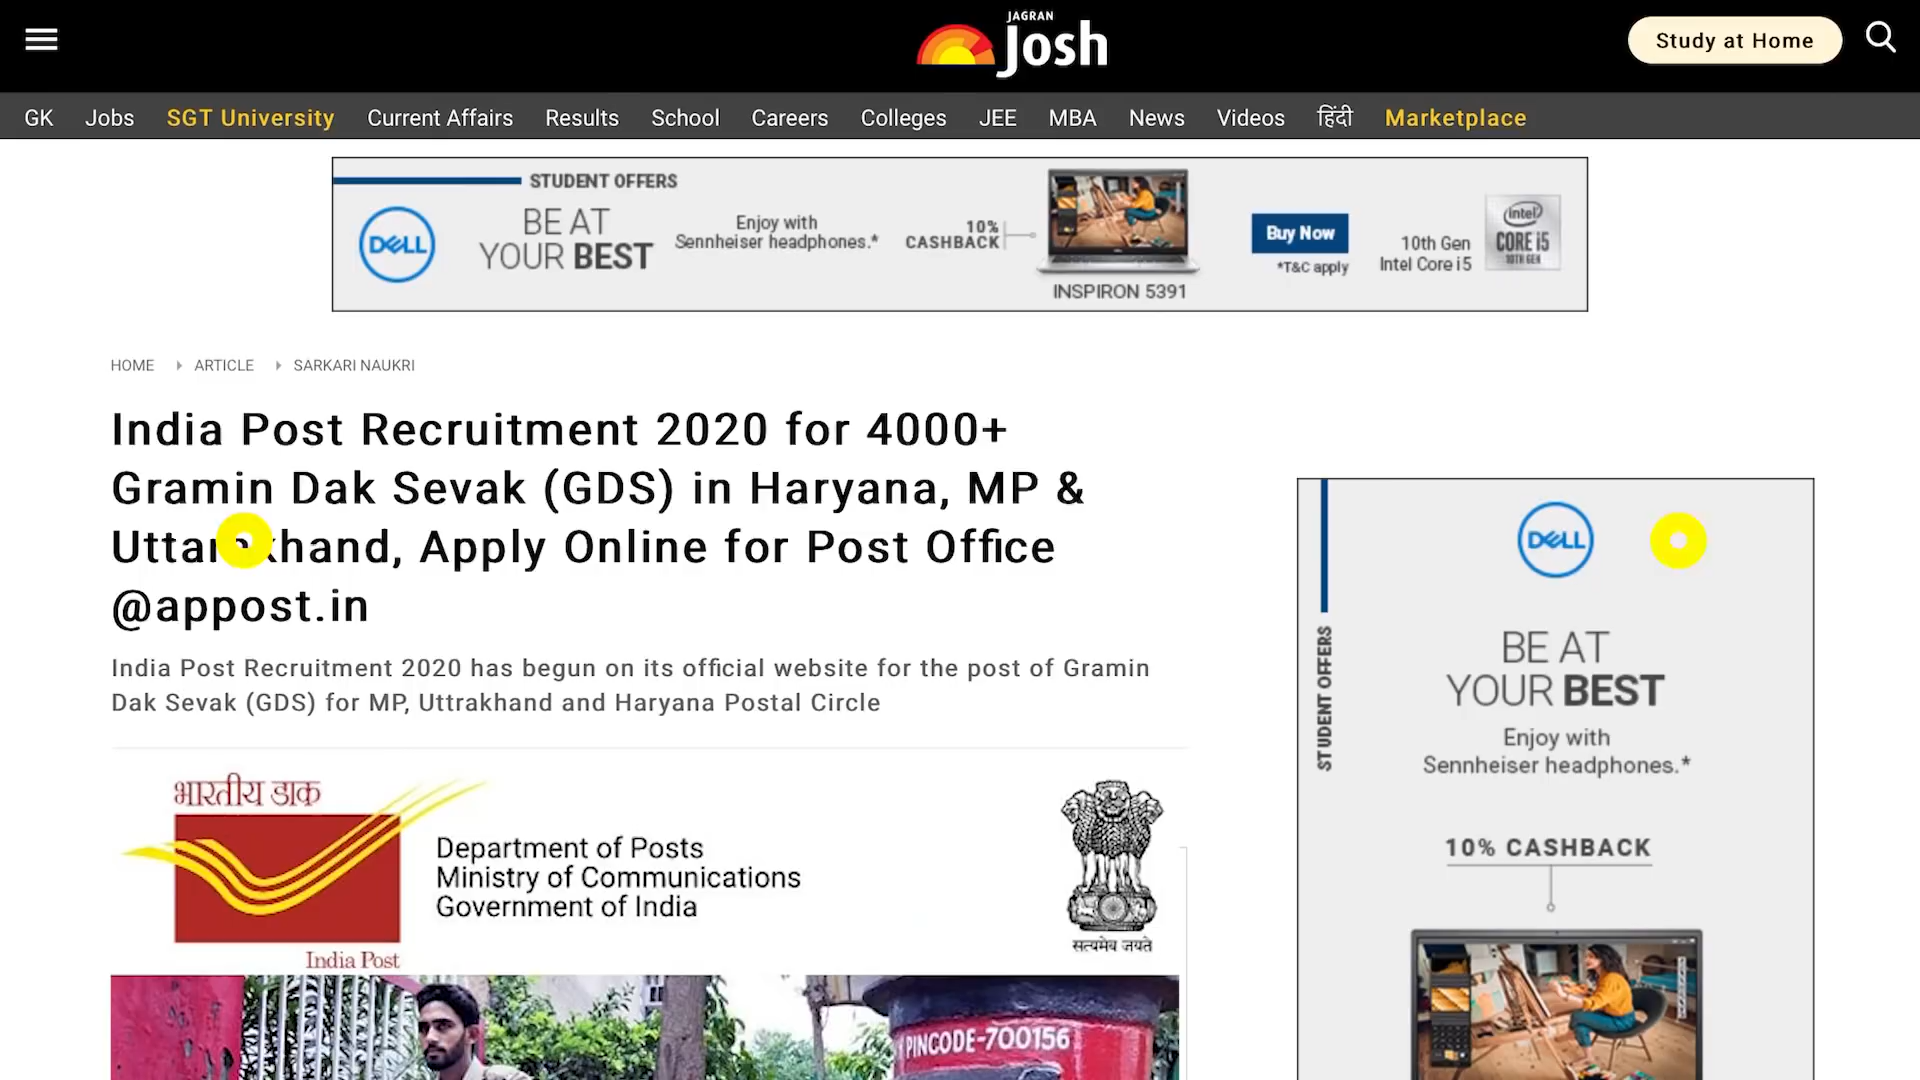 JAGRAN
Josh
Study at Home
GK Jobs SGT University Current Affairs Results School Careers Colleges JEE MBA News Videos हिंदी Marketplace
STUDENT OFFERS
DELL
BE AT
YOUR BEST
Enjoy with
Sennheiser headphones.*
10%
CASHBACK
INSPIRON 5391
Buy Now
*T&C apply
10th Gen
Intel Core i5
intel
CORE i5
10TH GEN
HOME ARTICLE SARKARI NAUKRI
India Post Recruitment 2020 for 4000+
Gramin Dak Sevak (GDS) in Haryana, MP &
Uttarakhand, Apply Online for Post Office
@appost.in
India Post Recruitment 2020 has begun on its official website for the post of Gramin
Dak Sevak (GDS) for MP, Uttrakhand and Haryana Postal Circle
भारतीय डाक
India Post
Department of Posts
Ministry of Communications
Government of India
सत्यमेव जयते
PINCODE-700156
DELL
STUDENT OFFERS
BE AT
YOUR BEST
Enjoy with
Sennheiser headphones.*
10% CASHBACK